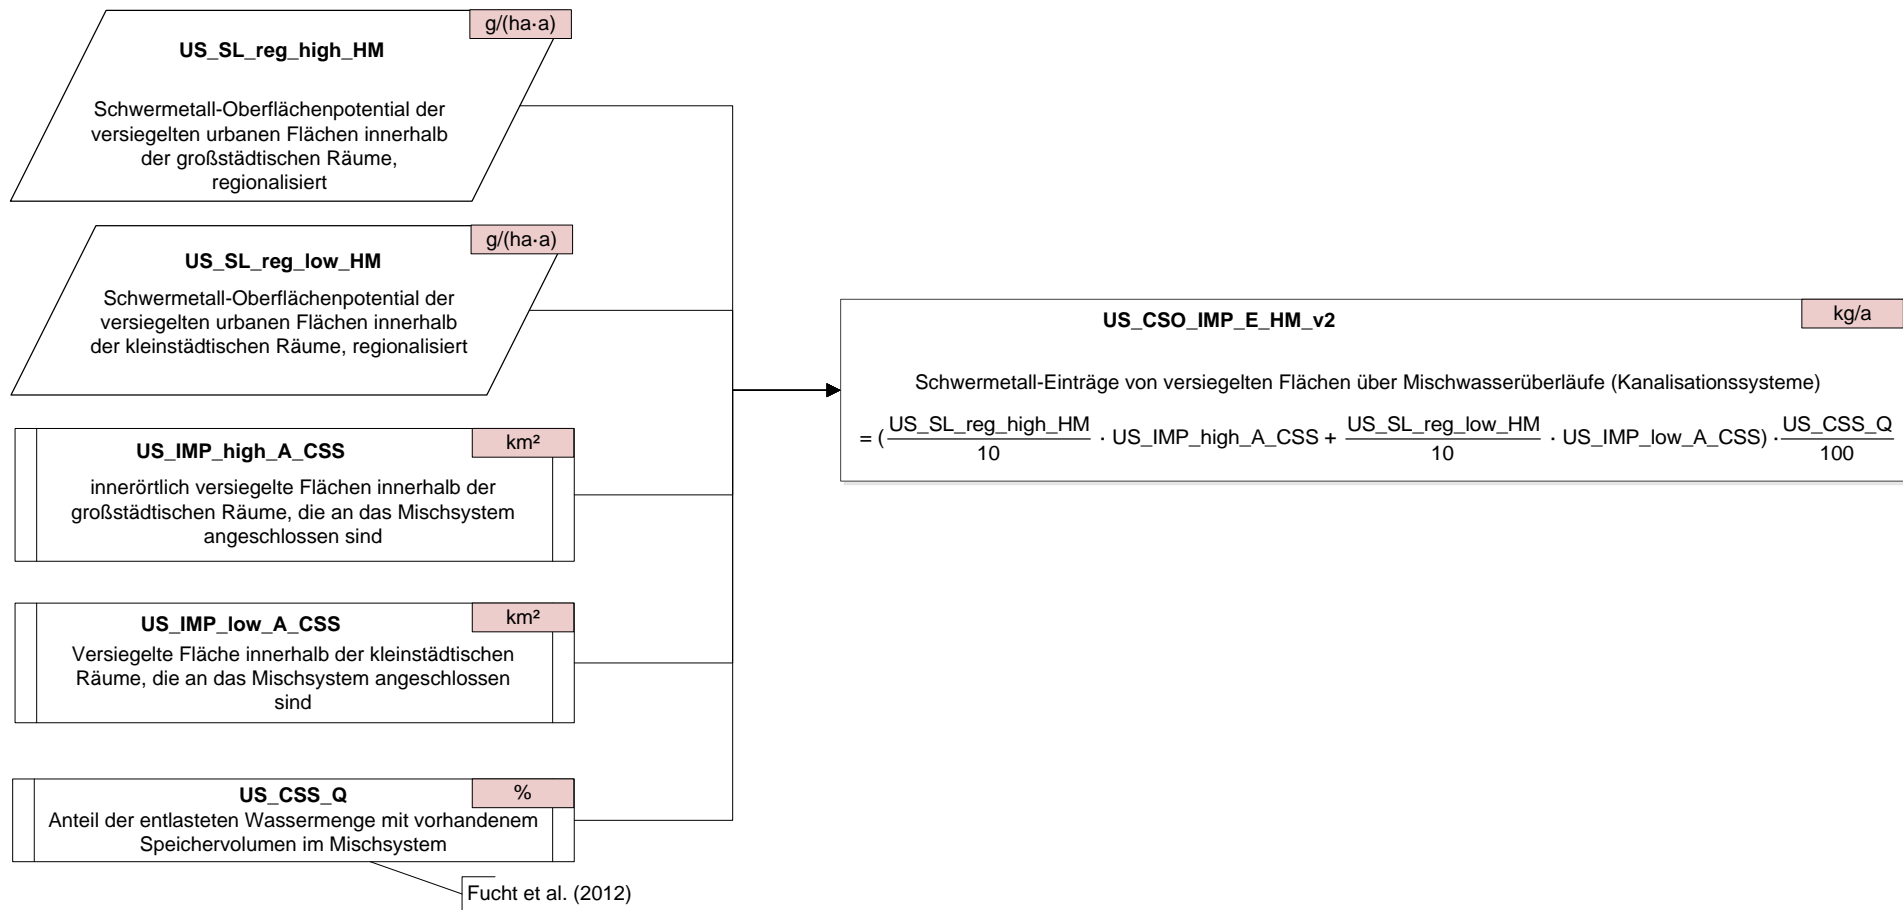 g/(ha·a)
US_SL_reg_high_HM
Schwermetall-Oberflächenpotential der
versiegelten urbanen Flächen innerhalb
der großstädtischen Räume,
regionalisiert
g/(ha·a)
US_SL_reg_low_HM
Schwermetall-Oberflächenpotential der
versiegelten urbanen Flächen innerhalb
der kleinstädtischen Räume, regionalisiert
km²
US_IMP_high_A_CSS
innerörtlich versiegelte Flächen innerhalb der
großstädtischen Räume, die an das Mischsystem
angeschlossen sind
km²
US_IMP_low_A_CSS
Versiegelte Fläche innerhalb der kleinstädtischen
Räume, die an das Mischsystem angeschlossen
sind
%
US_CSS_Q
Anteil der entlasteten Wassermenge mit vorhandenem
Speichervolumen im Mischsystem
Fucht et al. (2012)
kg/a
US_CSO_IMP_E_HM_v2
Schwermetall-Einträge von versiegelten Flächen über Mischwasserüberläufe (Kanalisationssysteme)
= (US_SL_reg_high_HM/10 · US_IMP_high_A_CSS + US_SL_reg_low_HM/10 · US_IMP_low_A_CSS) · US_CSS_Q/100